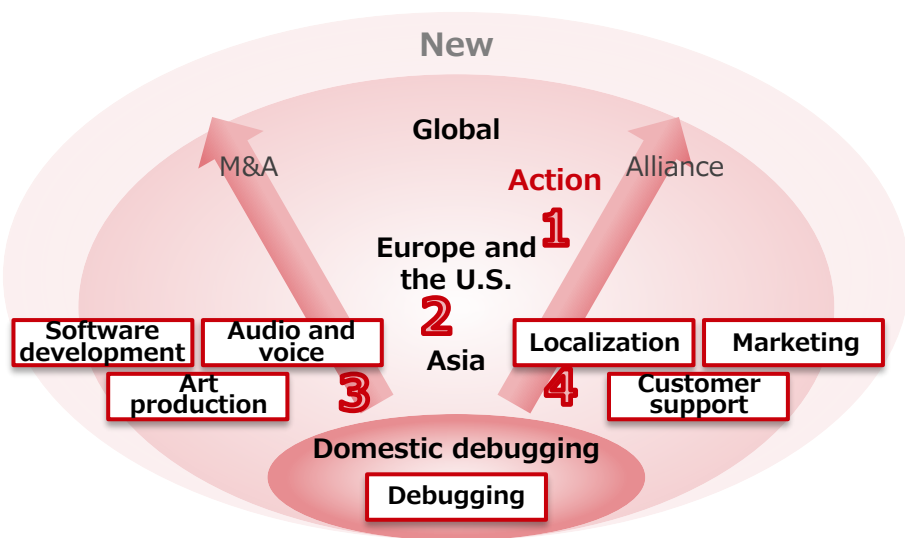 New
Global
M&A
Alliance
Action
1
Europe and
the U.S.
2
Software
development
Audio and
voice
Localization
Marketing
Asia
Art
production
3
4
Customer
support
Domestic debugging
Debugging